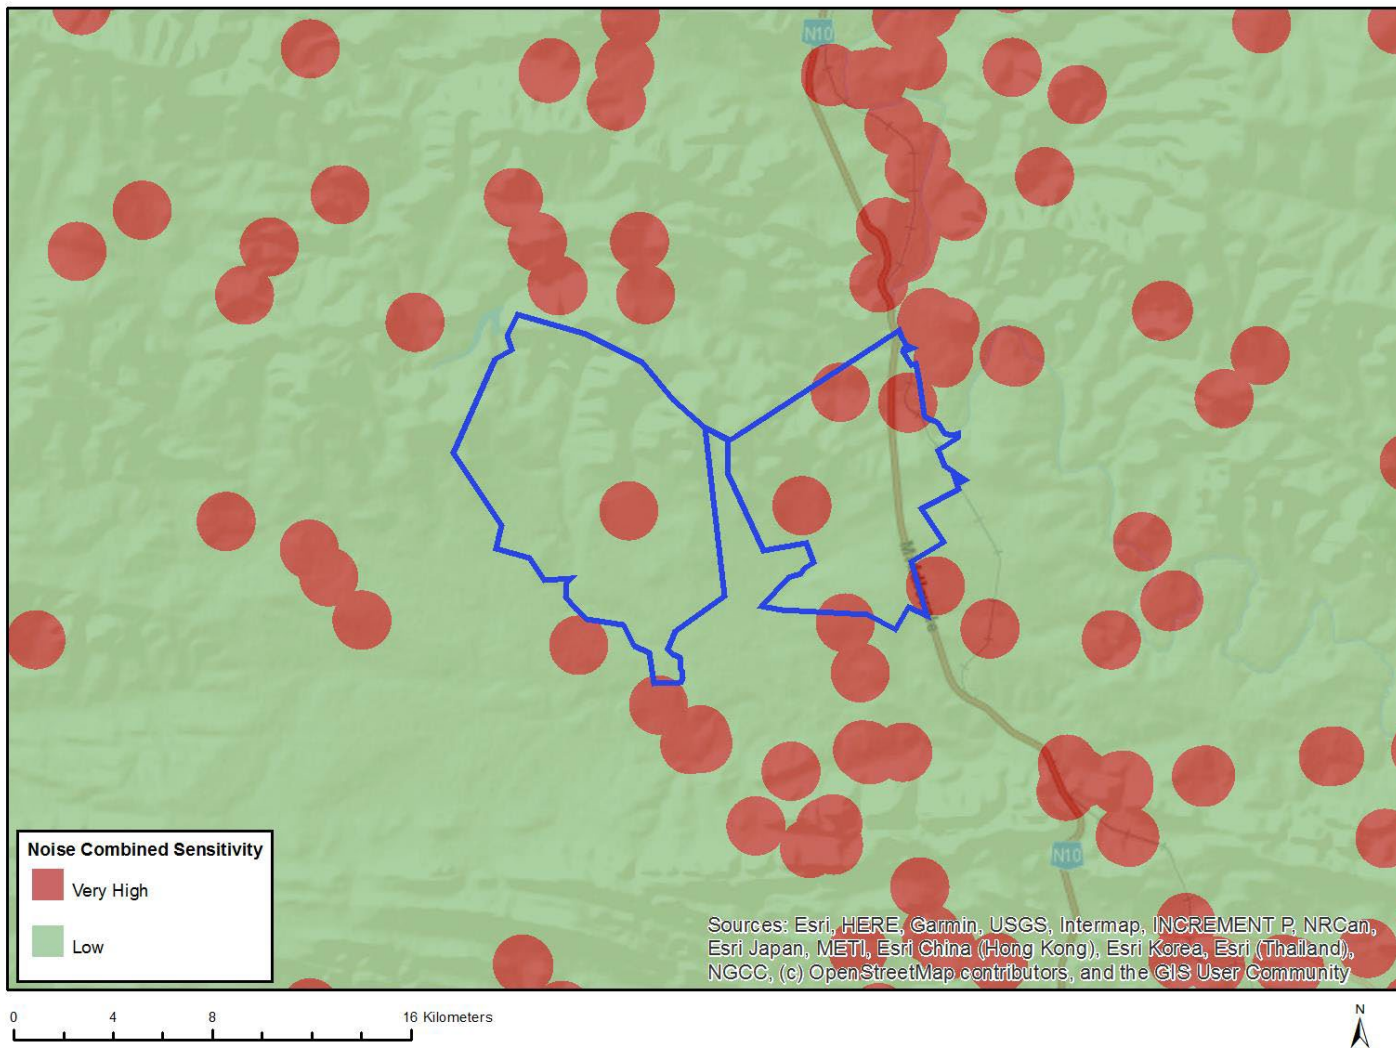 N10
N10
Noise Combined Sensitivity
Very High
Low
Sources: Esri, HERE, Garmin, USGS, Intermap, INCREMENT P, NRCan,
Esri Japan, METI, Esri China (Hong Kong), Esri Korea, Esri (Thailand),
NGCC, (c) OpenStreetMap contributors, and the GIS User Community
0 4 8 16 Kilometers
N